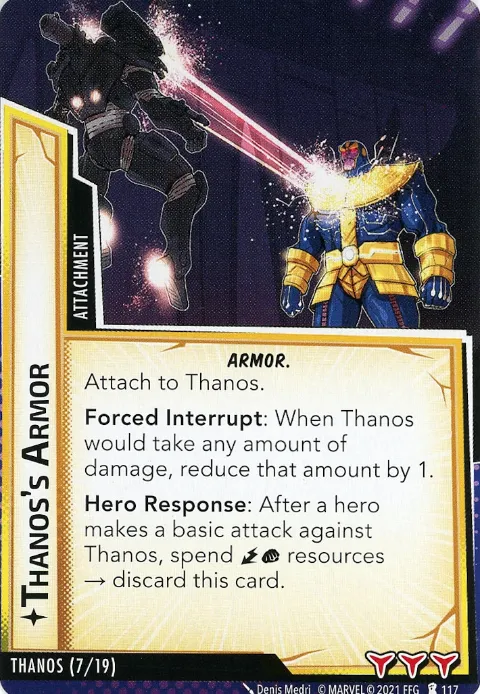 ATTACHMENT
THANOS'S ARMOR
ARMOR.
Attach to Thanos.
Forced Interrupt: When Thanos
would take any amount of
damage, reduce that amount by 1.
Hero Response: After a hero
makes a basic attack against
Thanos, spend resources
→ discard this card.
THANOS (7/19)
Denis Medri © MARVEL © 2021 FFG 117